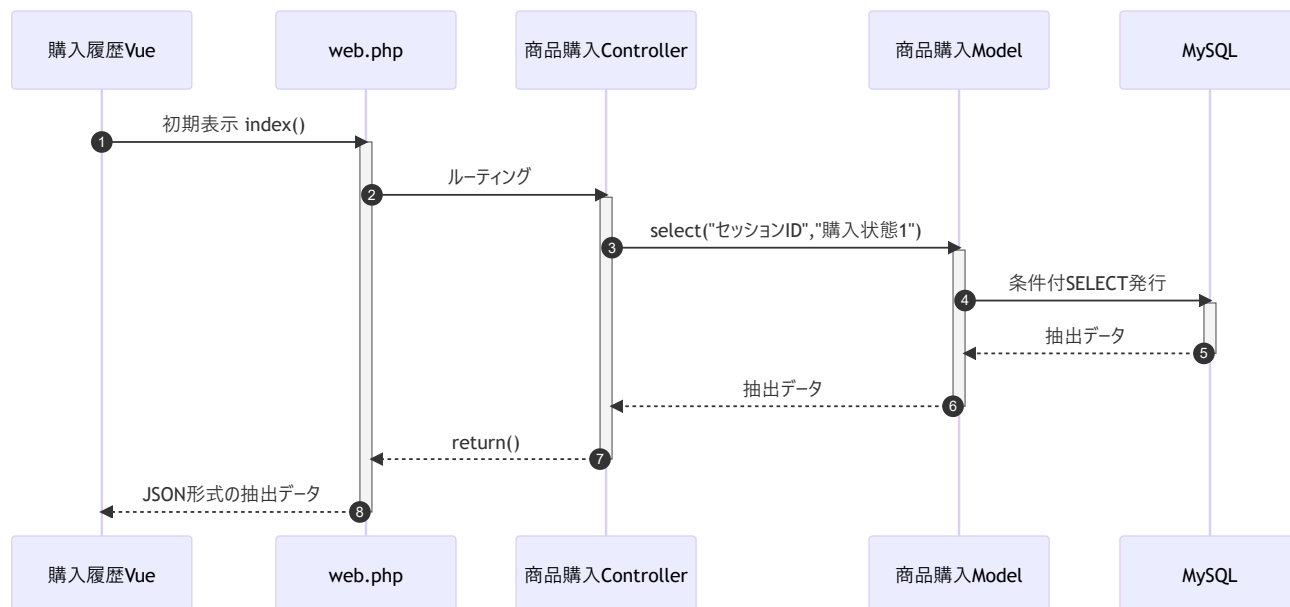 購入履歴Vue
web.php
商品購入Controller
商品購入Model
MySQL
初期表示 index()
1
ルーティング
2
select("セッションID","購入状態1")
3
条件付SELECT発行
4
抽出データ
5
抽出データ
6
return()
7
JSON形式の抽出データ
8
購入履歴Vue
web.php
商品購入Controller
商品購入Model
MySQL